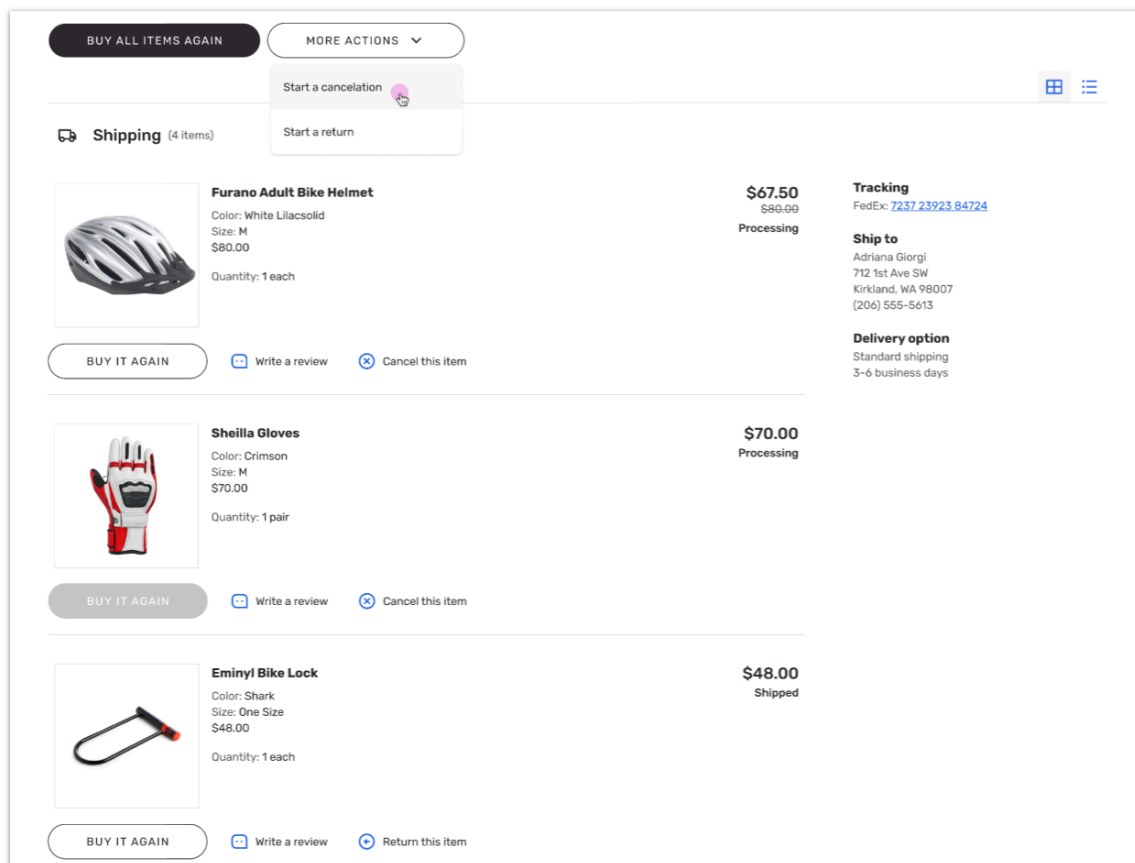 BUY ALL ITEMS AGAIN
MORE ACTIONS
Start a cancelation
Start a return
Shipping (4 items)
Furano Adult Bike Helmet
Color: White Lilacsolid
Size: M
$80.00
Quantity: 1 each
$67.50
$80.00
Processing
BUY IT AGAIN
Write a review
Cancel this item
Tracking
FedEx: 7237 23923 84724
Ship to
Adriana Giorgi
712 1st Ave SW
Kirkland, WA 98007
(206) 555-5613
Delivery option
Standard shipping
3-6 business days
Sheilla Gloves
Color: Crimson
Size: M
$70.00
Quantity: 1 pair
$70.00
Processing
BUY IT AGAIN
Write a review
Cancel this item
Eminyl Bike Lock
Color: Shark
Size: One Size
$48.00
Quantity: 1 each
$48.00
Shipped
BUY IT AGAIN
Write a review
Return this item